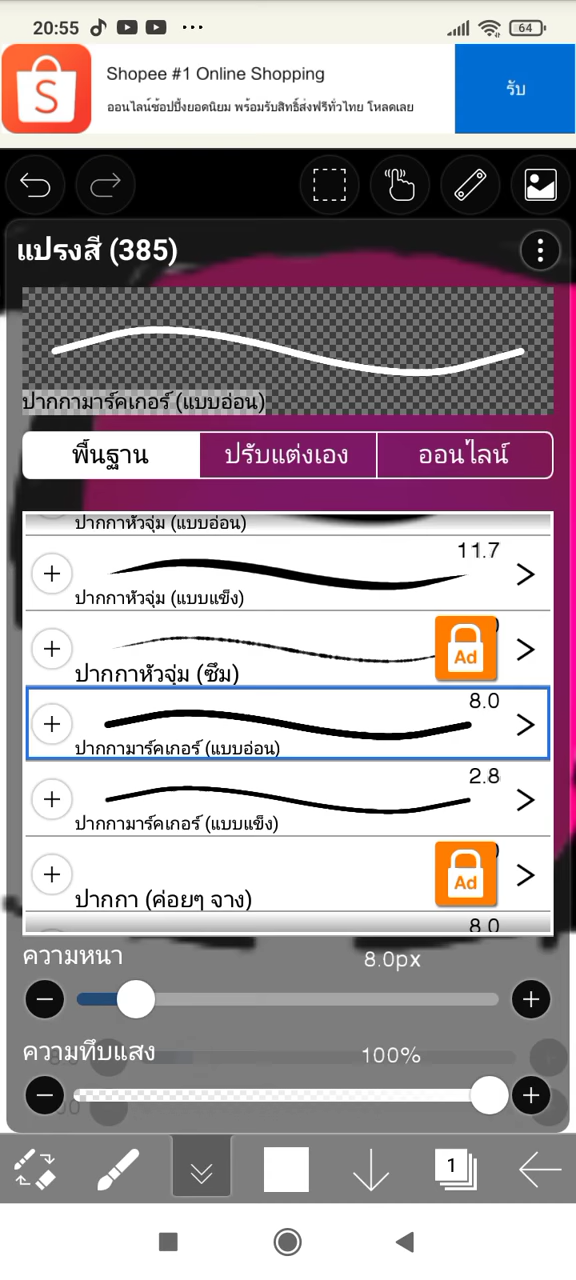 20:55
64
Shopee #1 Online Shopping
ออนไลน์ช้อปปิ้งยอดนิยม พร้อมรับสิทธิ์ส่งฟรีทั่วไทย โหลดเลย
รับ
แปรงสี (385)
ปากกามาร์คเกอร์ (แบบอ่อน)
พื้นฐาน
ปรับแต่งเอง
ออนไลน์
ปากกาหัวจุ่ม (แบบอ่อน)
11.7
ปากกาหัวจุ่ม (แบบแข็ง)
Ad
ปากกาหัวจุ่ม (ซึม)
8.0
ปากกามาร์คเกอร์ (แบบอ่อน)
2.8
ปากกามาร์คเกอร์ (แบบแข็ง)
Ad
ปากกา (ค่อยๆ จาง)
8.0
ความหนา 8.0px
ความทึบแสง 100%
1